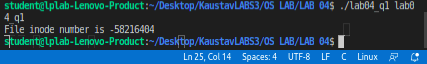 student@lplab-Lenovo-Product:~/Desktop/KaustavLABS3/OS LAB/LAB 04$ ./lab04_q1 lab0
4_q1
File inode number is -58216404
student@lplab-Lenovo-Product:~/Desktop/KaustavLABS3/OS LAB/LAB 04$
Ln 25, Col 14 Spaces: 4 UTF-8 LF C Linux